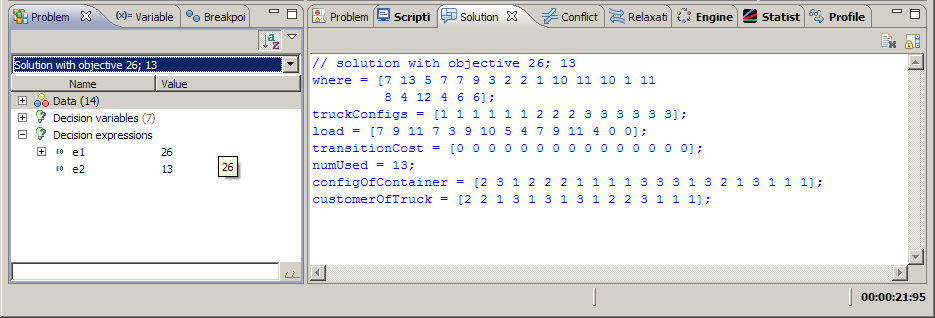 Problem
Variable
Breakpoi
Solution with objective 26; 13
Name Value
Data (14)
Decision variables (7)
Decision expressions
e1 26
e2 13
26
Problem Scripti Solution Conflict Relaxati Engine Statist Profile
// solution with objective 26; 13
where = [7 13 5 7 7 9 3 2 2 1 10 11 10 1 11
8 4 12 4 6 6];
truckConfigs = [1 1 1 1 1 1 1 2 2 2 3 3 3 3 3 3];
load = [7 9 11 7 3 9 10 5 4 7 9 11 4 0 0];
transitionCost = [0 0 0 0 0 0 0 0 0 0 0 0 0 0 0];
numUsed = 13;
configOfContainer = [2 3 1 2 2 2 1 1 1 1 3 3 3 1 3 2 1 3 1 1 1];
customerOfTruck = [2 2 1 3 1 3 1 3 1 2 2 3 1 1 1];
00:00:21:95